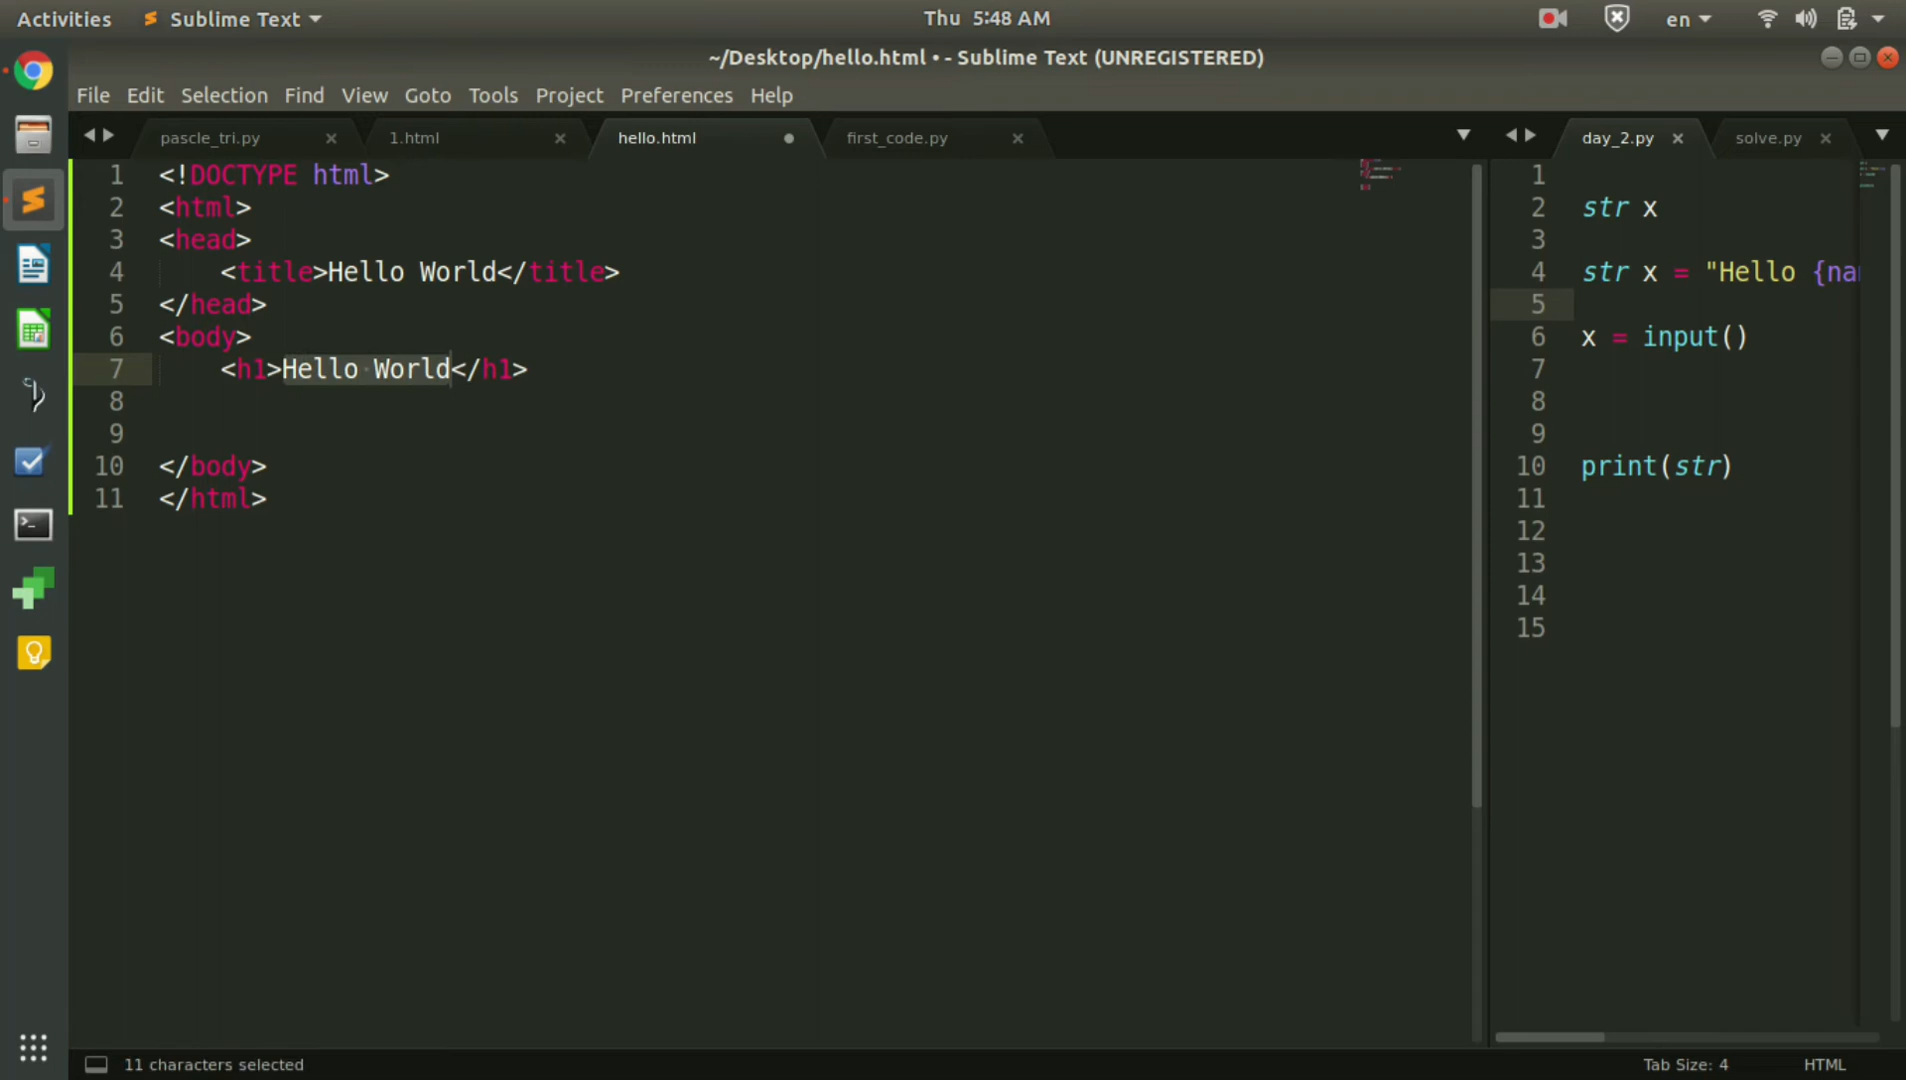 Activities Sublime Text Thu 5:48 AM en
~/Desktop/hello.html • - Sublime Text (UNREGISTERED)
File Edit Selection Find View Goto Tools Project Preferences Help
pascle_tri.py 1.html hello.html first_code.py
1 <!DOCTYPE html>
2 <html>
3 <head>
4 <title>Hello World</title>
5 </head>
6 <body>
7 <h1>Hello World</h1>
8
9
10 </body>
11 </html>
day_2.py solve.py
1
2 str x
3
4 str x = "Hello {na
5
6 x = input()
7
8
9
10 print(str)
11
12
13
14
15
11 characters selected Tab Size: 4 HTML